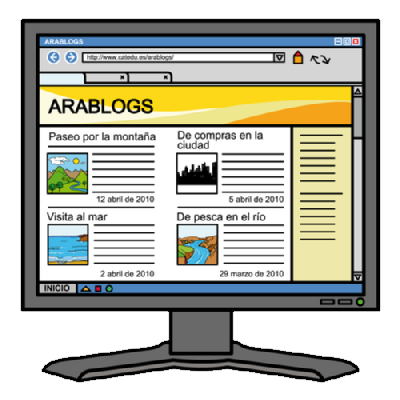 ARABLOGS
http://www.catedu.es/arablogs/
ARABLOGS
Paseo por la montaña
12 abril de 2010
De compras en la
ciudad
5 abril de 2010
Visita al mar
2 abril de 2010
De pesca en el río
29 marzo de 2010
INICIO